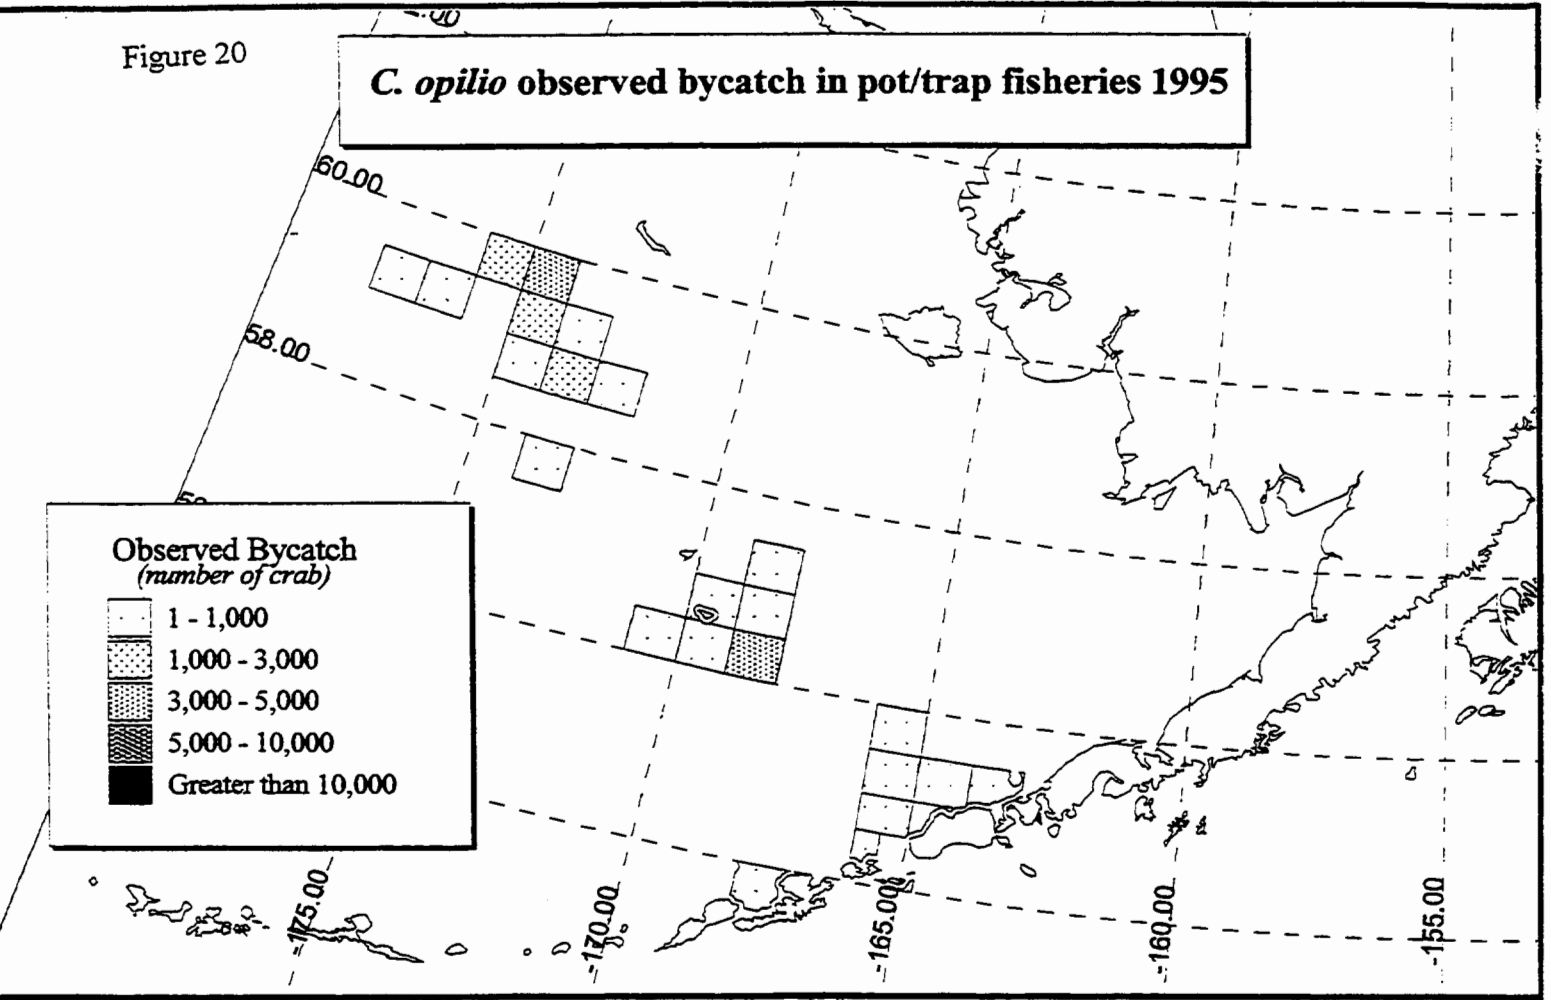 Figure 20
C. opilio observed bycatch in pot/trap fisheries 1995
60.00
58.00
Observed Bycatch
(number of crab)
1 - 1,000
1,000 - 3,000
3,000 - 5,000
5,000 - 10,000
Greater than 10,000
-175.00
-170.00
-165.00
-160.00
-155.00